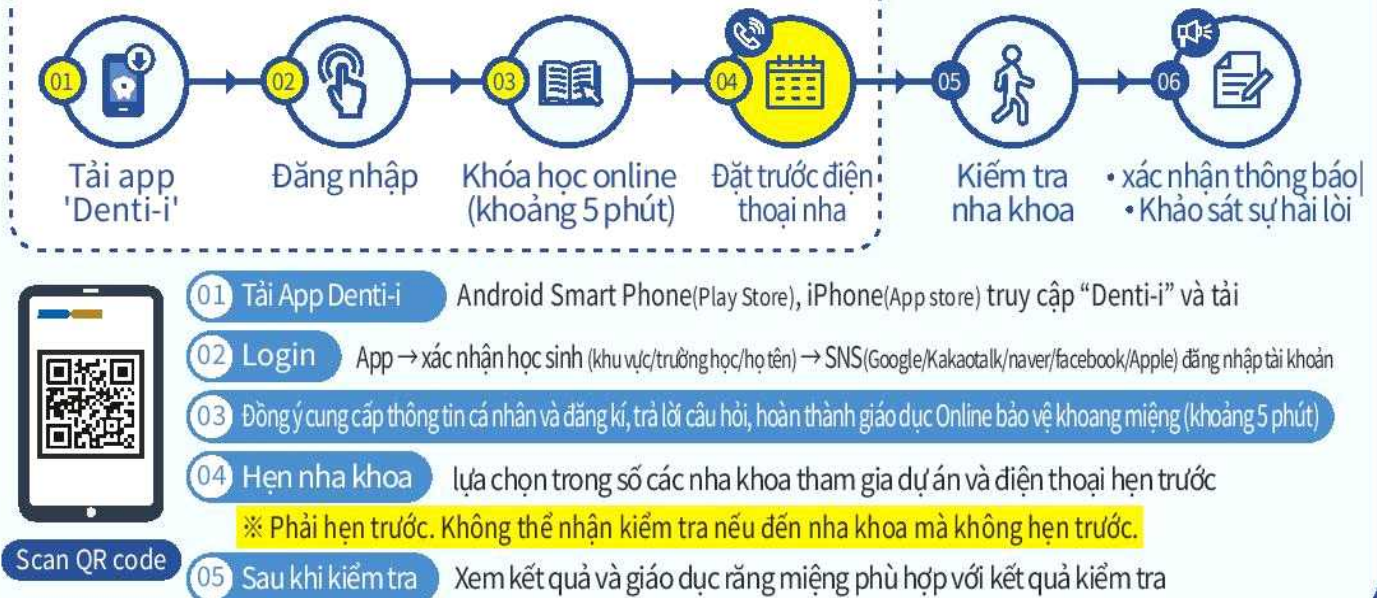 01
02
03
04
05
06
Tải app
'Denti-i'
Đăng nhập
Khóa học online
(khoảng 5 phút)
Đặt trước điện
thoại nha
Kiếm tra
nha khoa
• xác nhận thông báo|
• Khảo sát sự hài lòi
01 Tải App Denti-i Android Smart Phone(Play Store), iPhone(App store) truy cập “Denti-i” và tải
02 Login App → xác nhận học sinh (khu vực/trường học/họ tên) → SNS(Google/Kakaotalk/naver/facebook/Apple) đăng nhập tài khoản
03 Đồng ý cung cấp thông tin cá nhân và đăng kí, trả lời câu hỏi, hoàn thành giáo dục Online bảo vệ khoang miệng (khoảng 5 phút)
04 Hẹn nha khoa lựa chọn trong số các nha khoa tham gia dự án và điện thoại hẹn trước
※ Phải hẹn trước. Không thể nhận kiểm tra nếu đến nha khoa mà không hẹn trước.
Scan QR code
05 Sau khi kiểm tra Xem kết quả và giáo dục răng miệng phù hợp với kết quả kiểm tra